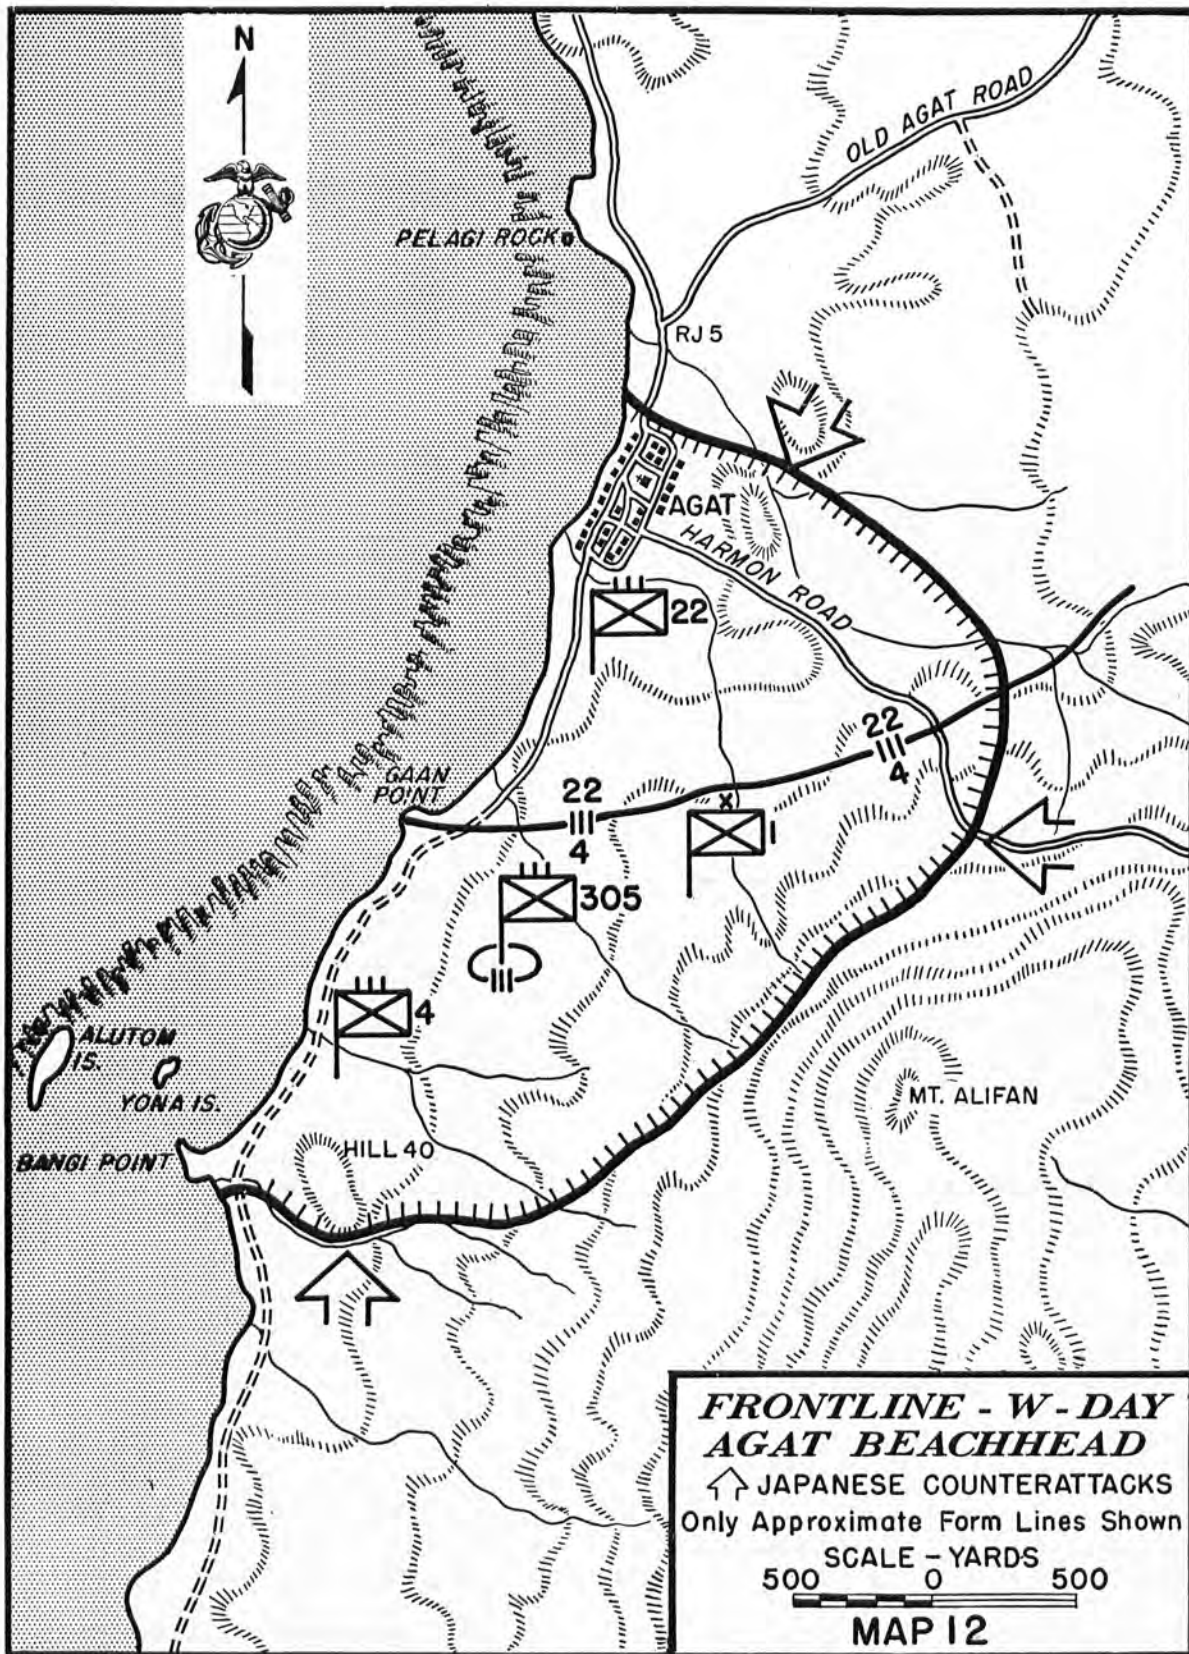 N
OLD AGAT ROAD
PELAGI ROCK
RJ 5
AGAT
HARMON ROAD
22
22
4
GAAN
POINT
22
4
X
1
305
4
ALUTOM
IS.
YONA IS.
MT. ALIFAN
BANGI POINT
HILL 40
FRONTLINE - W - DAY
AGAT BEACHHEAD
JAPANESE COUNTERATTACKS
Only Approximate Form Lines Shown
SCALE - YARDS
500 0 500
MAP 12